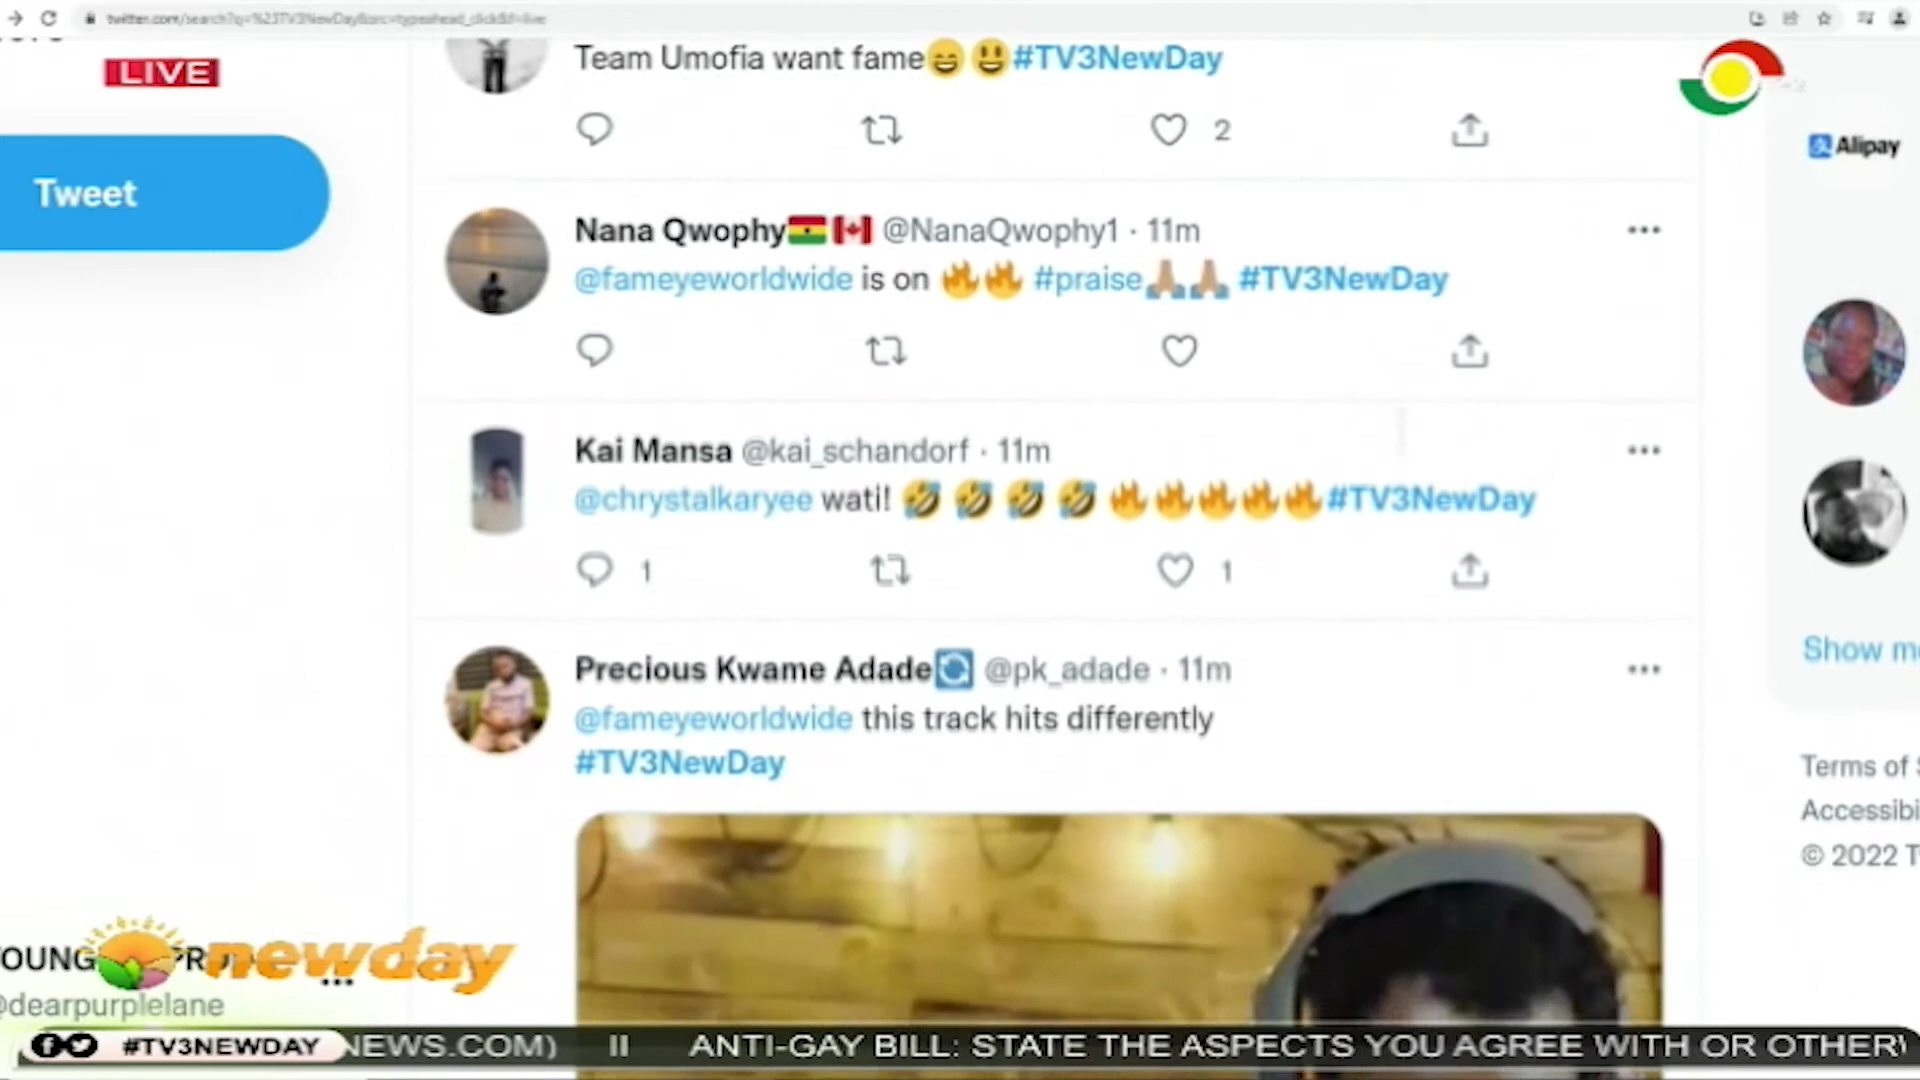 LIVE
Tweet
Team Umofia want fame😄😃#TV3NewDay
2
Alipay
Nana Qwophy🇬🇭🇨🇦 @NanaQwophy1 · 11m
@fameyeworldwide is on 🔥🔥 #praise🙏🏼🙏🏼 #TV3NewDay
Kai Mansa @kai_schandorf · 11m
@chrystalkaryee wati! 🤣🤣🤣🤣🔥🔥🔥🔥🔥#TV3NewDay
1 1
Show m
Precious Kwame Adade🔄 @pk_adade · 11m
@fameyeworldwide this track hits differently
#TV3NewDay
Terms of
Accessibi
© 2022 T
OUNG
newday
@dearpurplelane
#TV3NEWDAY NEWS.COM) II ANTI-GAY BILL: STATE THE ASPECTS YOU AGREE WITH OR OTHER